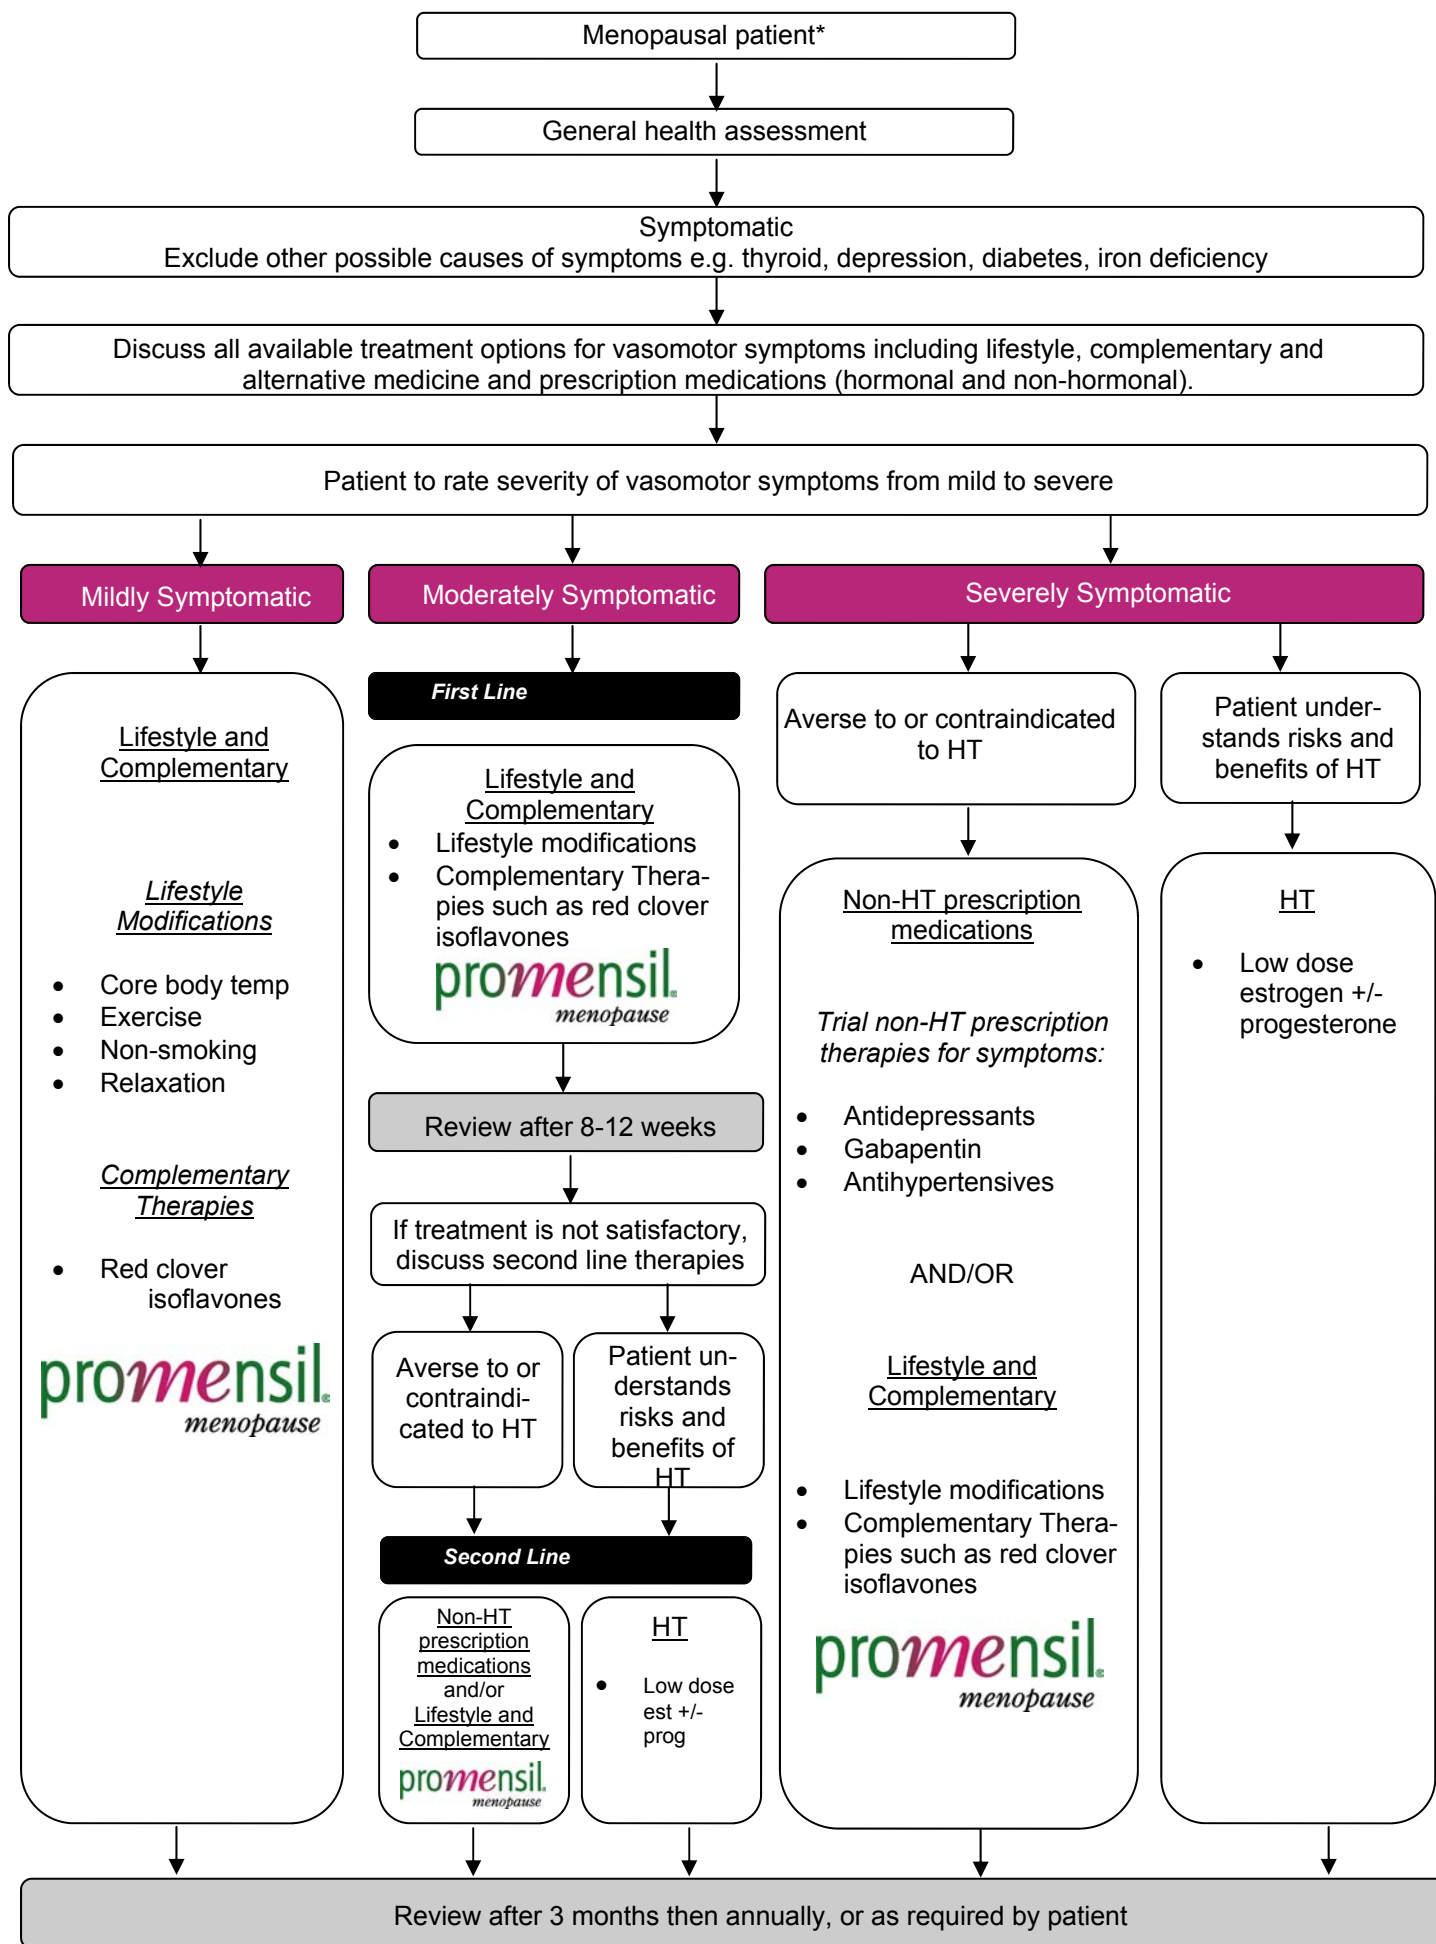 Menopausal patient*
General health assessment
Symptomatic
Exclude other possible causes of symptoms e.g. thyroid, depression, diabetes, iron deficiency
Discuss all available treatment options for vasomotor symptoms including lifestyle, complementary and
alternative medicine and prescription medications (hormonal and non-hormonal).
Patient to rate severity of vasomotor symptoms from mild to severe
Mildly Symptomatic
Lifestyle and
Complementary
Lifestyle
Modifications
• Core body temp
• Exercise
• Non-smoking
• Relaxation
Complementary
Therapies
• Red clover
isoflavones
promensil®
menopause
Moderately Symptomatic
First Line
Lifestyle and
Complementary
• Lifestyle modifications
• Complementary Thera-
pies such as red clover
isoflavones
promensil®
menopause
Review after 8-12 weeks
If treatment is not satisfactory,
discuss second line therapies
Averse to or
contraindi-
cated to HT
Patient un-
derstands
risks and
benefits of
HT
Second Line
Non-HT
prescription
medications
and/or
Lifestyle and
Complementary
promensil®
menopause
HT
• Low dose
est +/-
prog
Severely Symptomatic
Averse to or contraindicated
to HT
Non-HT prescription
medications
Trial non-HT prescription
therapies for symptoms:
• Antidepressants
• Gabapentin
• Antihypertensives
AND/OR
Lifestyle and
Complementary
• Lifestyle modifications
• Complementary Thera-
pies such as red clover
isoflavones
promensil®
menopause
Patient under-
stands risks and
benefits of HT
HT
• Low dose
estrogen +/-
progesterone
Review after 3 months then annually, or as required by patient